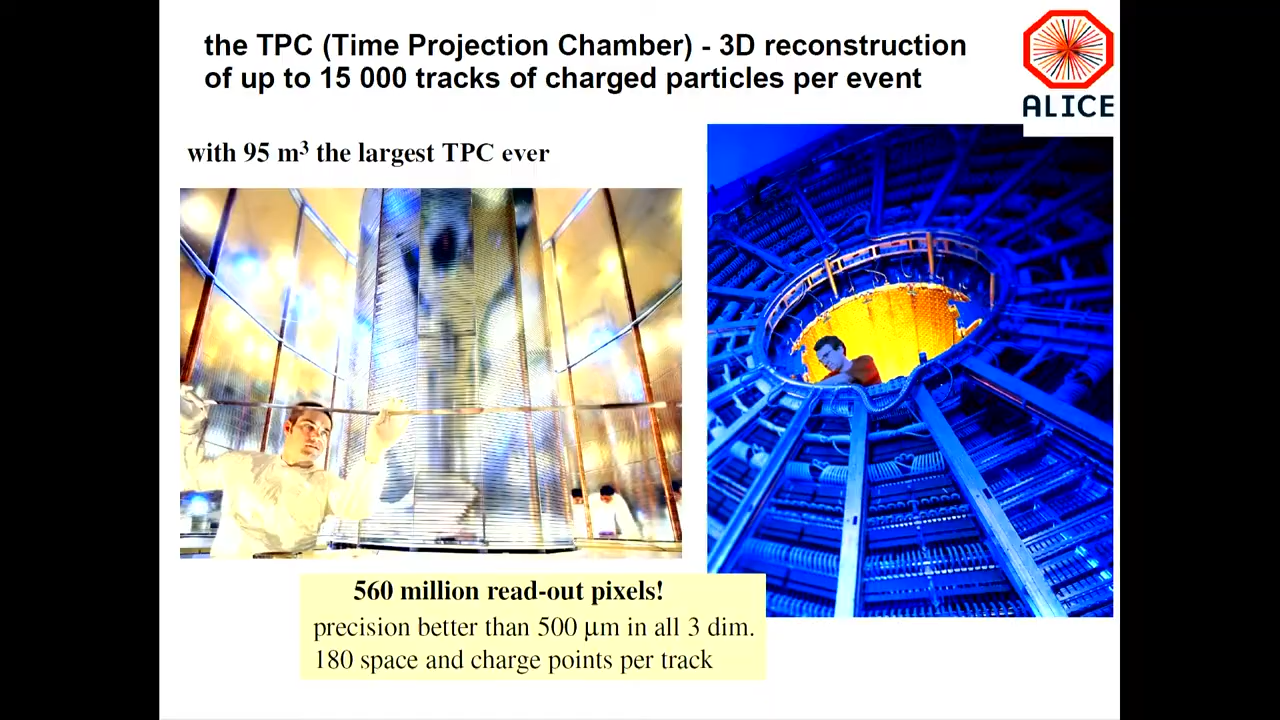 the TPC (Time Projection Chamber) - 3D reconstruction
of up to 15 000 tracks of charged particles per event
ALICE
with 95 m³ the largest TPC ever
560 million read-out pixels!
precision better than 500 μm in all 3 dim.
180 space and charge points per track